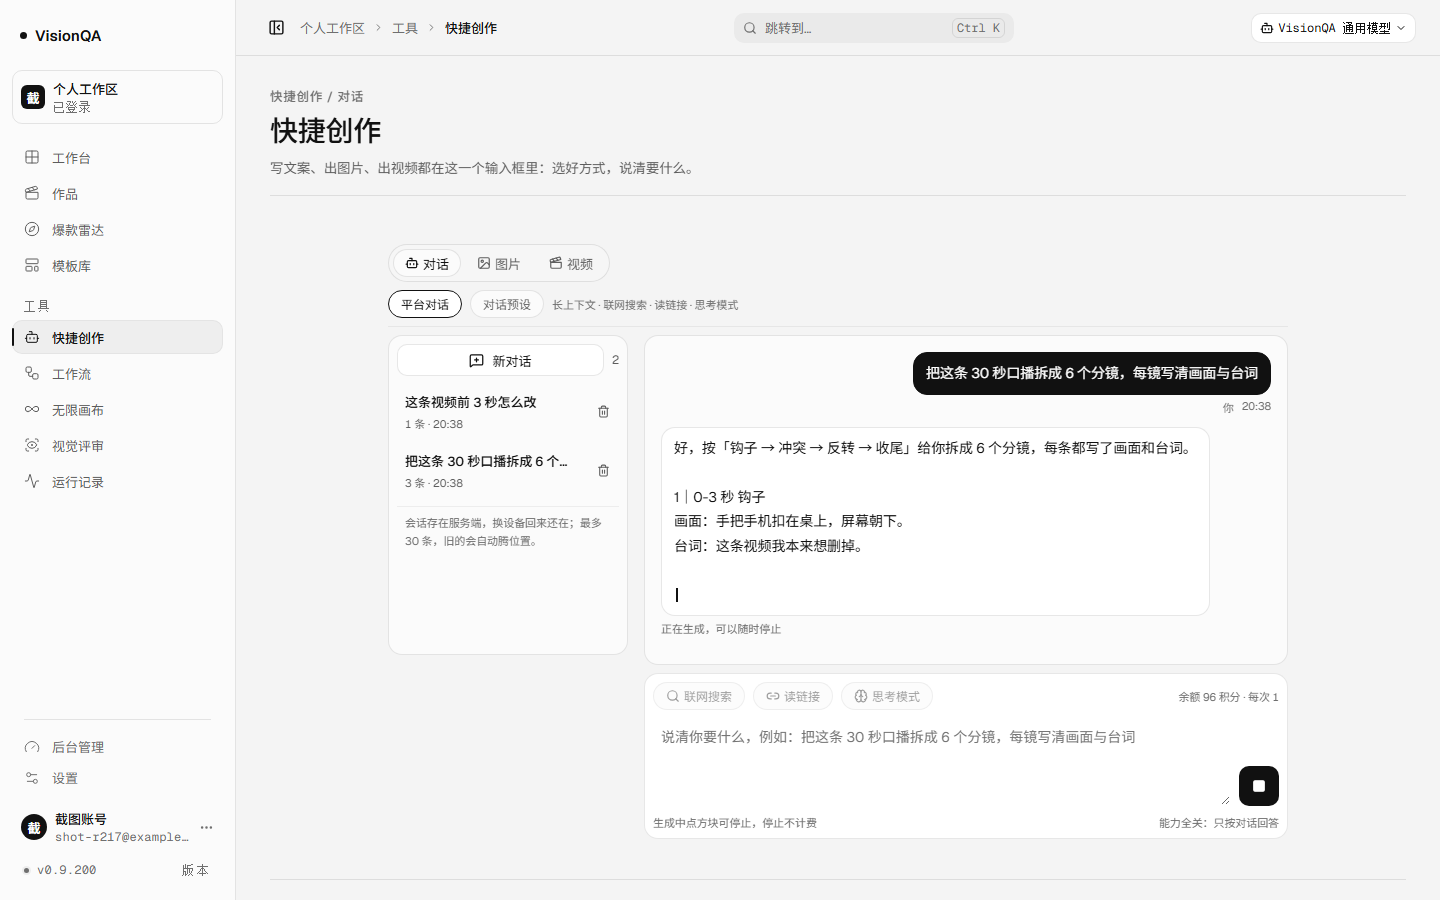 VisionQA
截
个人工作区
已登录
工作台
作品
爆款雷达
模板库
工具
快捷创作
工作流
无限画布
视觉评审
运行记录
后台管理
设置
截
截图账号
shot-r217@example…
v0.9.200
版本
个人工作区
工具
快捷创作
跳转到…
Ctrl K
VisionQA 通用模型
快捷创作 / 对话
快捷创作
写文案、出图片、出视频都在这一个输入框里：选好方式，说清要什么。
对话
图片
视频
平台对话
对话预设
长上下文 · 联网搜索 · 读链接 · 思考模式
新对话
2
这条视频前 3 秒怎么改
1 条 · 20:38
把这条 30 秒口播拆成 6 个…
3 条 · 20:38
会话存在服务端，换设备回来还在；最多
30 条，旧的会自动腾位置。
把这条 30 秒口播拆成 6 个分镜，每镜写清画面与台词
你 20:38
好，按「钩子 → 冲突 → 反转 → 收尾」给你拆成 6 个分镜，每条都写了画面和台词。
1｜0-3 秒 钩子
画面：手把手机扣在桌上，屏幕朝下。
台词：这条视频我本来想删掉。
正在生成，可以随时停止
联网搜索
读链接
思考模式
余额 96 积分 · 每次 1
说清你要什么，例如：把这条 30 秒口播拆成 6 个分镜，每镜写清画面与台词
生成中点方块可停止，停止不计费
能力全关：只按对话回答